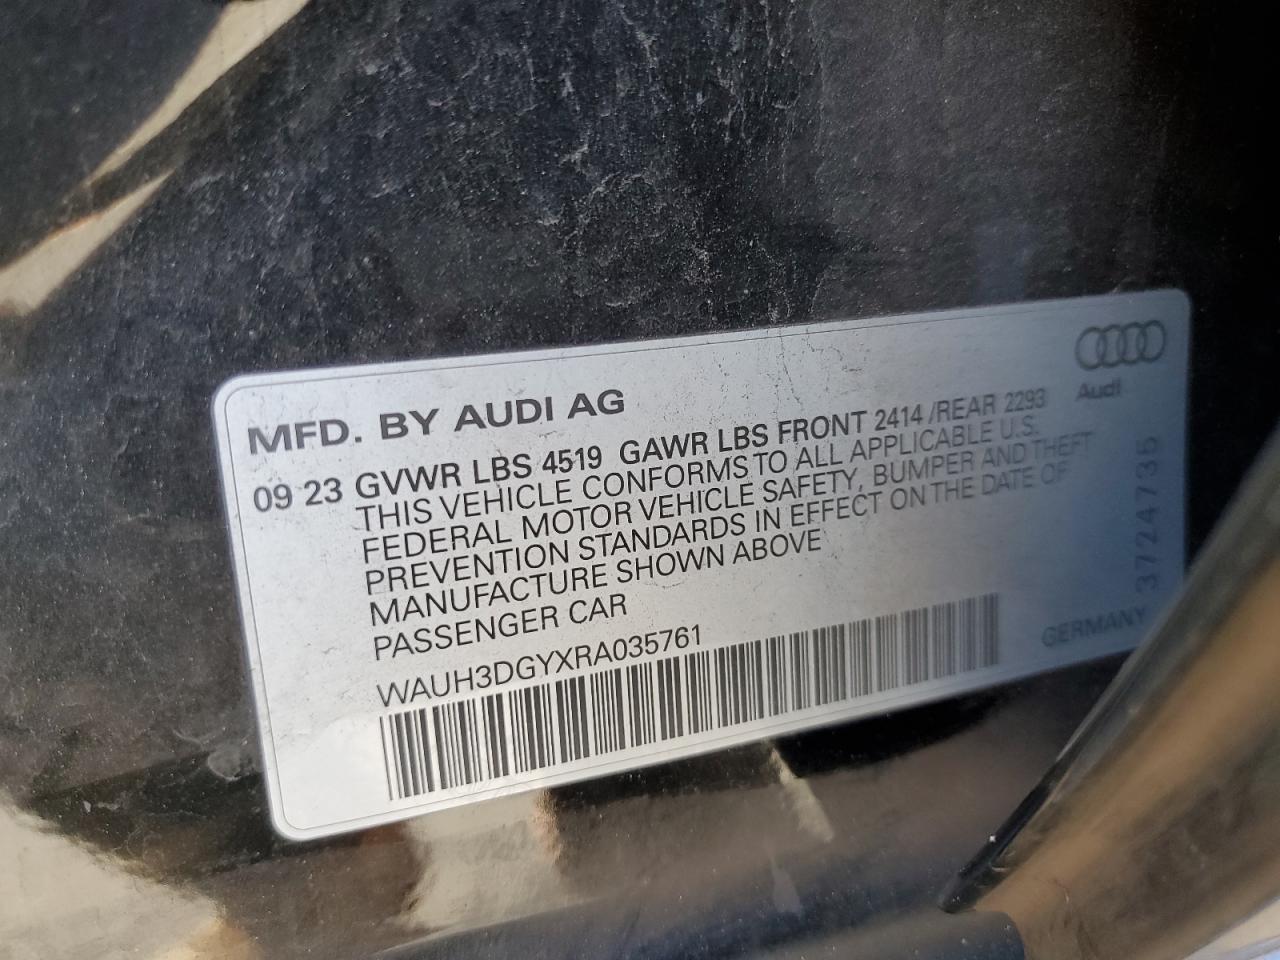 MFD. BY AUDI AG
Audi
09 23 GVWR LBS 4519 GAWR LBS FRONT 2414 /REAR 2293
THIS VEHICLE CONFORMS TO ALL APPLICABLE U.S.
FEDERAL MOTOR VEHICLE SAFETY, BUMPER AND THEFT
PREVENTION STANDARDS IN EFFECT ON THE DATE OF
MANUFACTURE SHOWN ABOVE
PASSENGER CAR
WAUH3DGYXRA035761
GERMANY
3724735